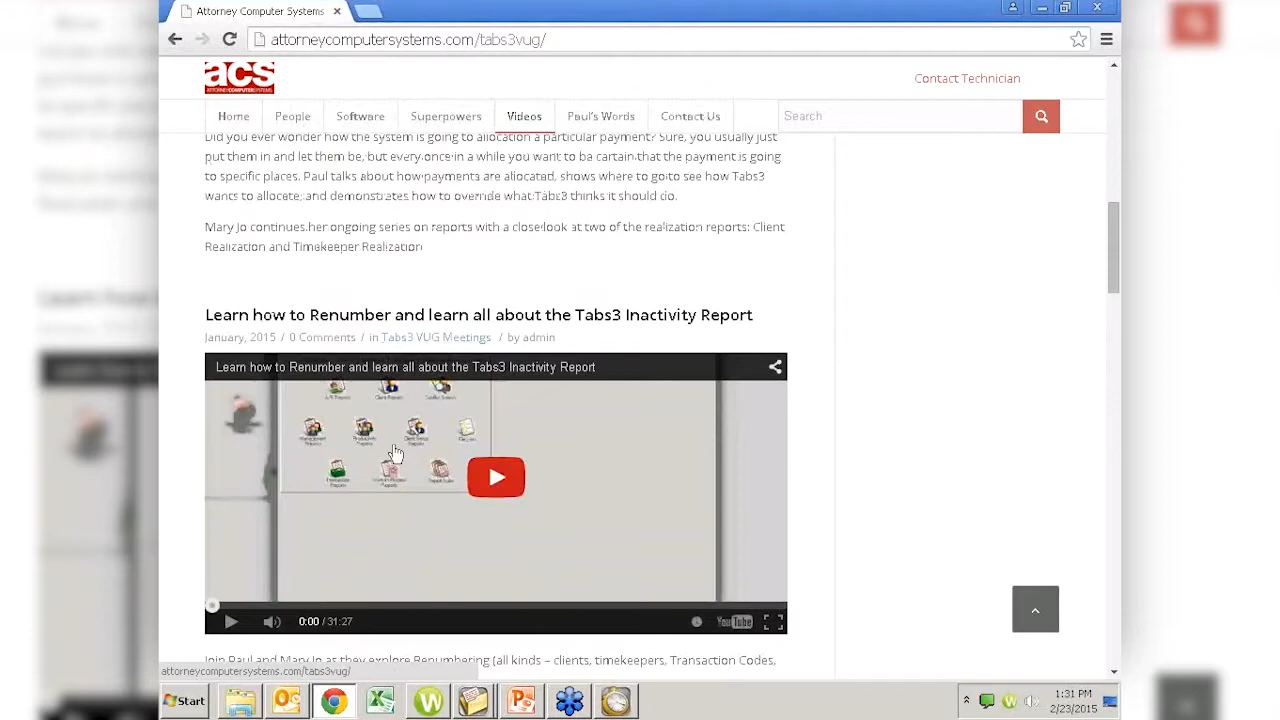 Attorney Computer Systems
attorneycomputersystems.com/tabs3vug/
acs
ATTORNEYCOMPUTERSYSTEMS
Contact Technician
Home People Software Superpowers Videos Paul's Words Contact Us Search
Did you ever wonder how the system is going to allocation a particular payment? Sure, you usually just
put them in and let them be, but every once in a while you want to be cartain that the payment is going
to specific places. Paul talks about how payments are allocated, shows where to go to see how Tabs3
wants to allocate, and demonstrates how to override what Tabs3 thinks it should do.
Mary Jo continues her ongoing series on reports with a close look at two of the realization reports: Client
Realization and Timekeeper Realization
Learn how to Renumber and learn all about the Tabs3 Inactivity Report
January, 2015 / 0 Comments / in Tabs3 VUG Meetings / by admin
Learn how to Renumber and learn all about the Tabs3 Inactivity Report
0:00 / 31:27
YouTube
Join Paul and Mary Jo as they explore Renumbering (all kinds – clients, timekeepers, Transaction Codes,
attorneycomputersystems.com/tabs3vug/
Start
1:31 PM
2/23/2015